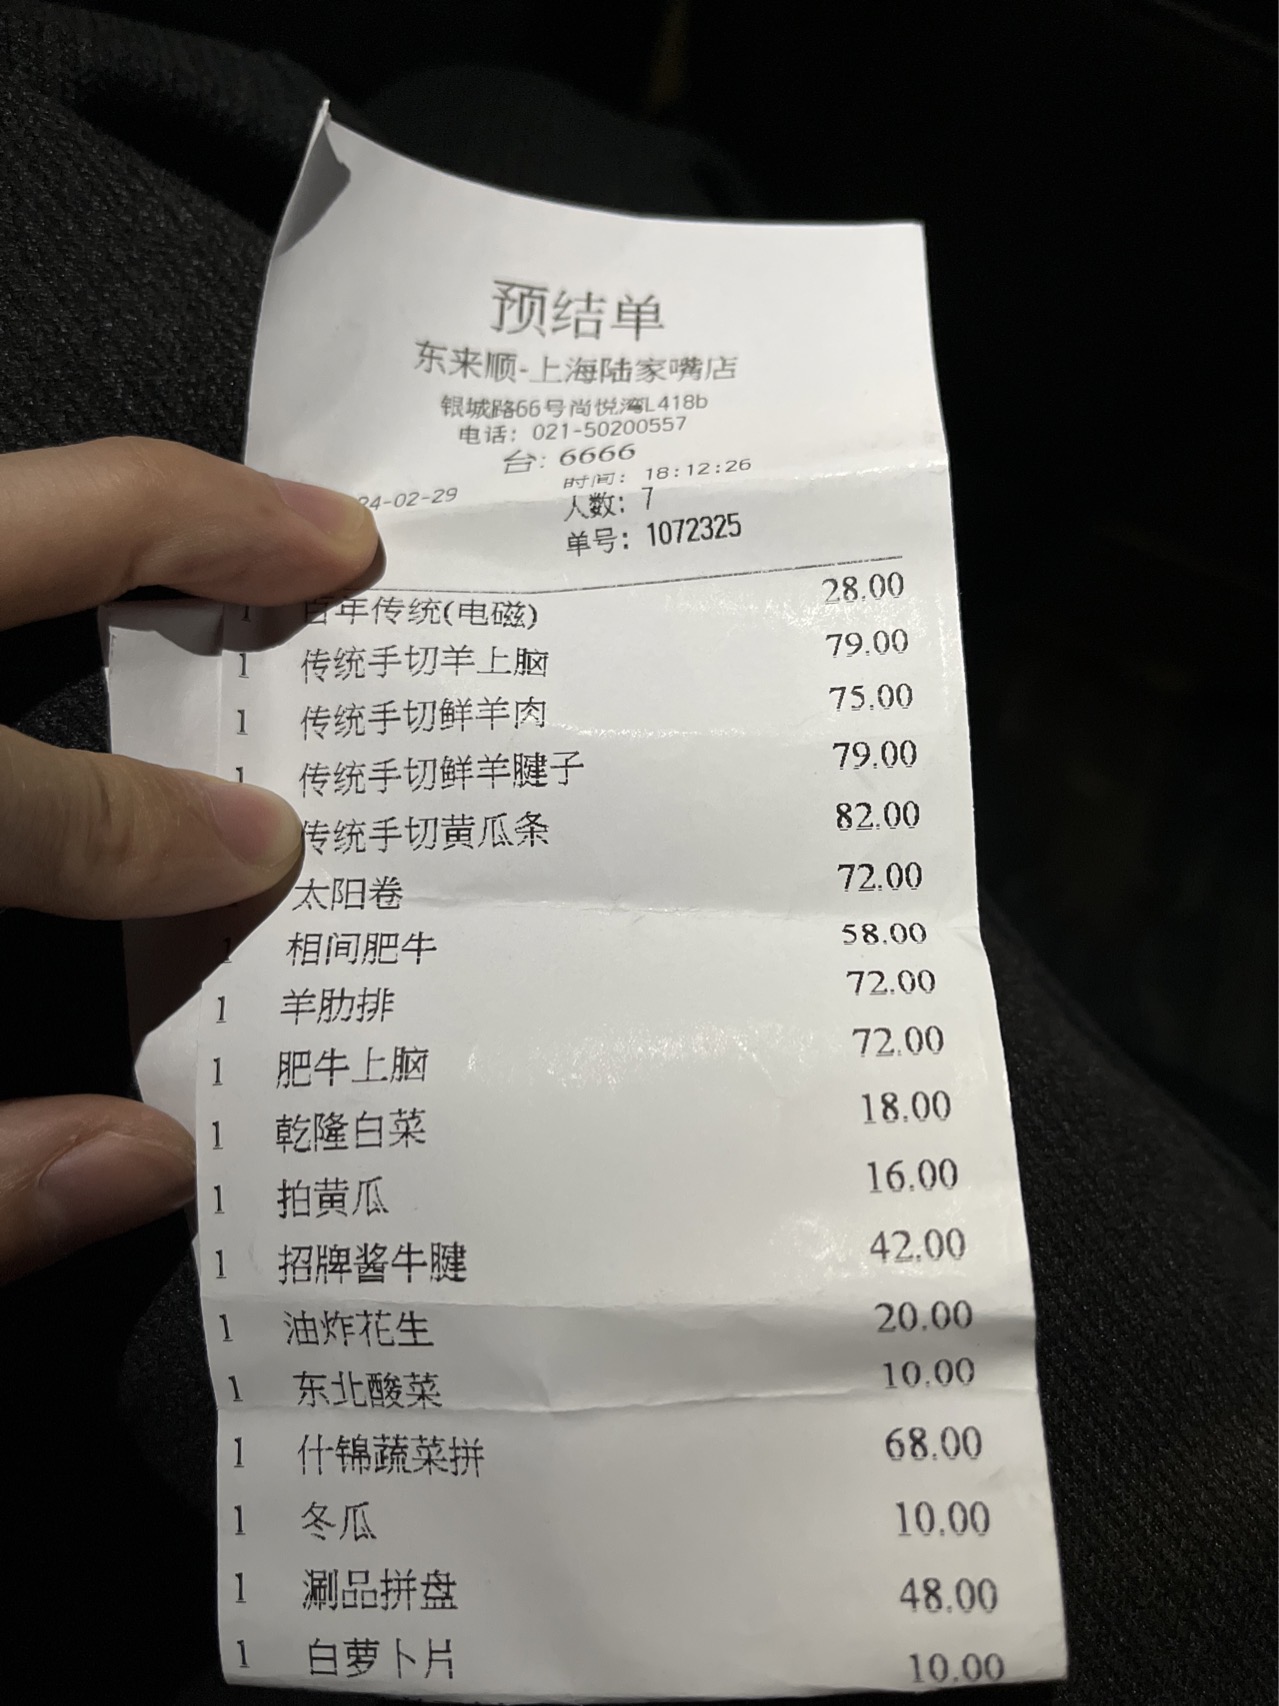 预结单
东来顺-上海陆家嘴店
银城路66号尚悦湾L418b
电话: 021-50200557
台: 6666
24-02-29 时间: 18:12:26
人数: 7
单号: 1072325
1 百年传统(电磁) 28.00
1 传统手切羊上脑 79.00
1 传统手切鲜羊肉 75.00
1 传统手切鲜羊腱子 79.00
传统手切黄瓜条 82.00
太阳卷 72.00
1 相间肥牛 58.00
1 羊肋排 72.00
1 肥牛上脑 72.00
1 乾隆白菜 18.00
1 拍黄瓜 16.00
1 招牌酱牛腱 42.00
1 油炸花生 20.00
1 东北酸菜 10.00
1 什锦蔬菜拼 68.00
1 冬瓜 10.00
1 涮品拼盘 48.00
1 白萝卜片 10.00